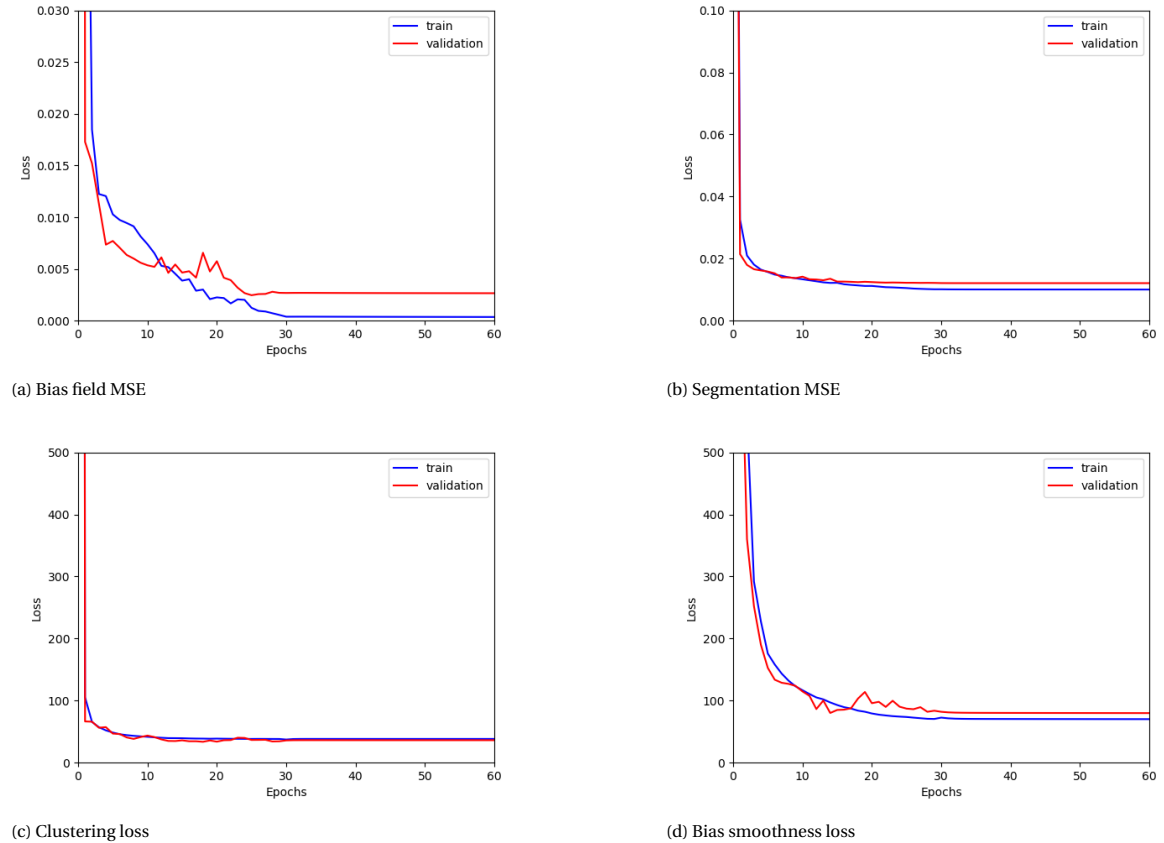 0.030
0.025
0.020
0.015
0.010
0.005
0.000
Loss
0 10 20 30 40 50 60
Epochs
train
validation
(a) Bias field MSE
0.10
0.08
0.06
0.04
0.02
0.00
Loss
0 10 20 30 40 50 60
Epochs
train
validation
(b) Segmentation MSE
500
400
300
200
100
0
Loss
0 10 20 30 40 50 60
Epochs
train
validation
(c) Clustering loss
500
400
300
200
100
0
Loss
0 10 20 30 40 50 60
Epochs
train
validation
(d) Bias smoothness loss